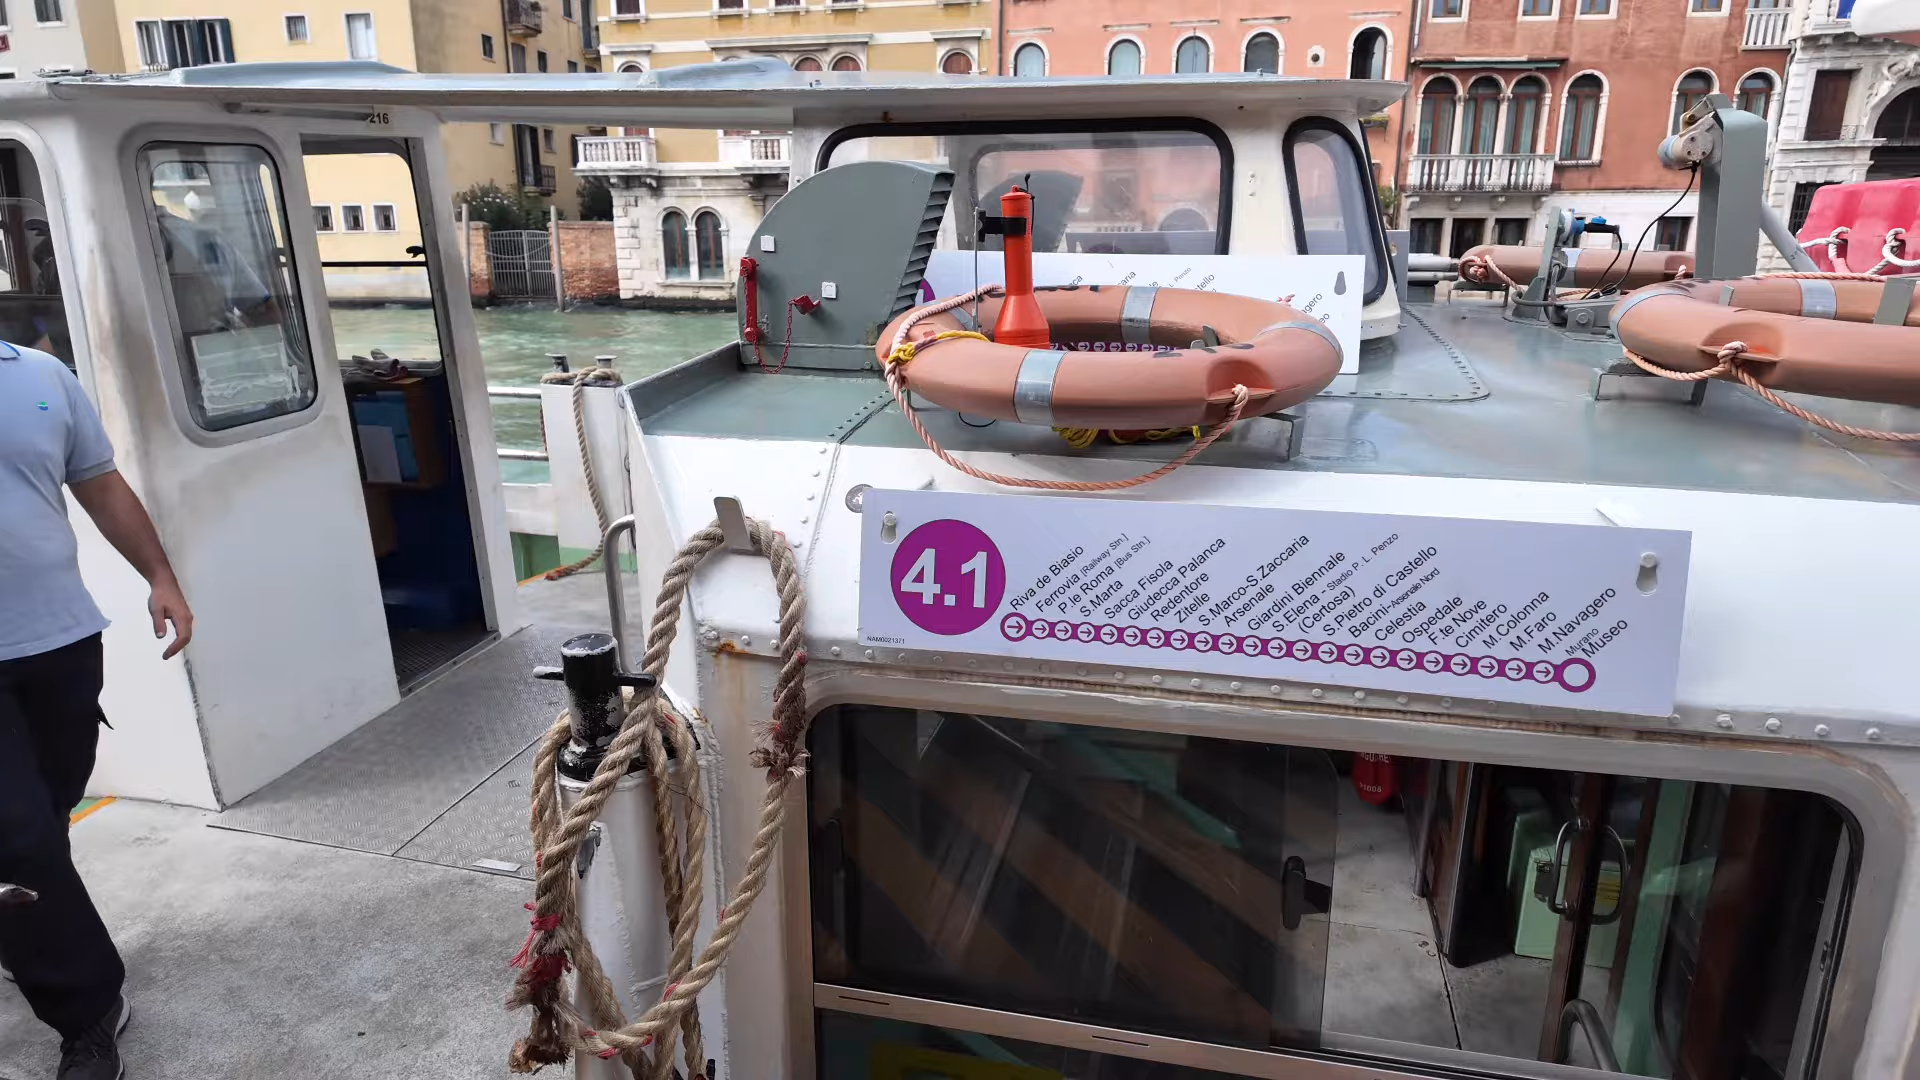 216
4.1
Riva de Biasio
Ferrovia [Railway Stn.]
P.le Roma [Bus Stn.]
S.Marta
Sacca Fisola
Giudecca Palanca
Redentore
Zitelle
S.Marco-S.Zaccaria
Arsenale
Giardini Biennale
S.Elena - Stadio P. L. Penzo
(Certosa)
S.Pietro di Castello
Bacini-Arsenale Nord
Celestia
Ospedale
F.te Nove
Cimitero
M.Colonna
M.Faro
M.Navagero
Murano
Museo
NAM0021371